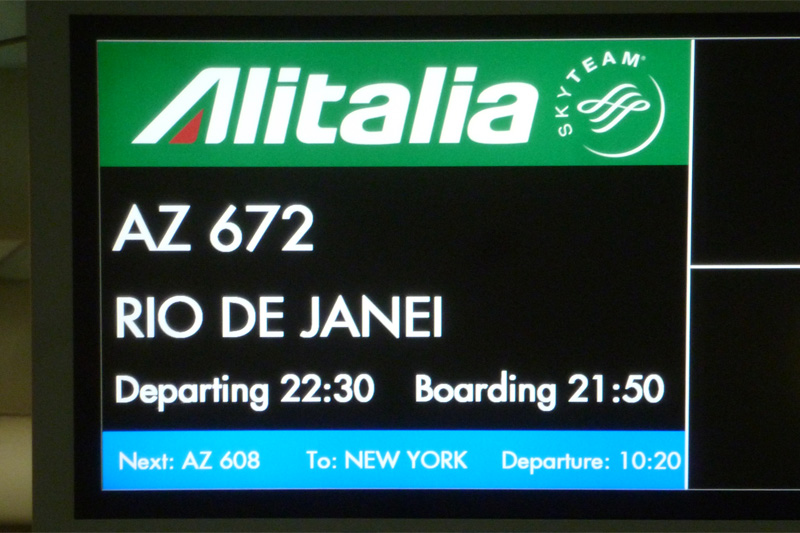 Alitalia
SKYTEAM
AZ 672
RIO DE JANEI
Departing 22:30 Boarding 21:50
Next: AZ 608 To: NEW YORK Departure: 10:20